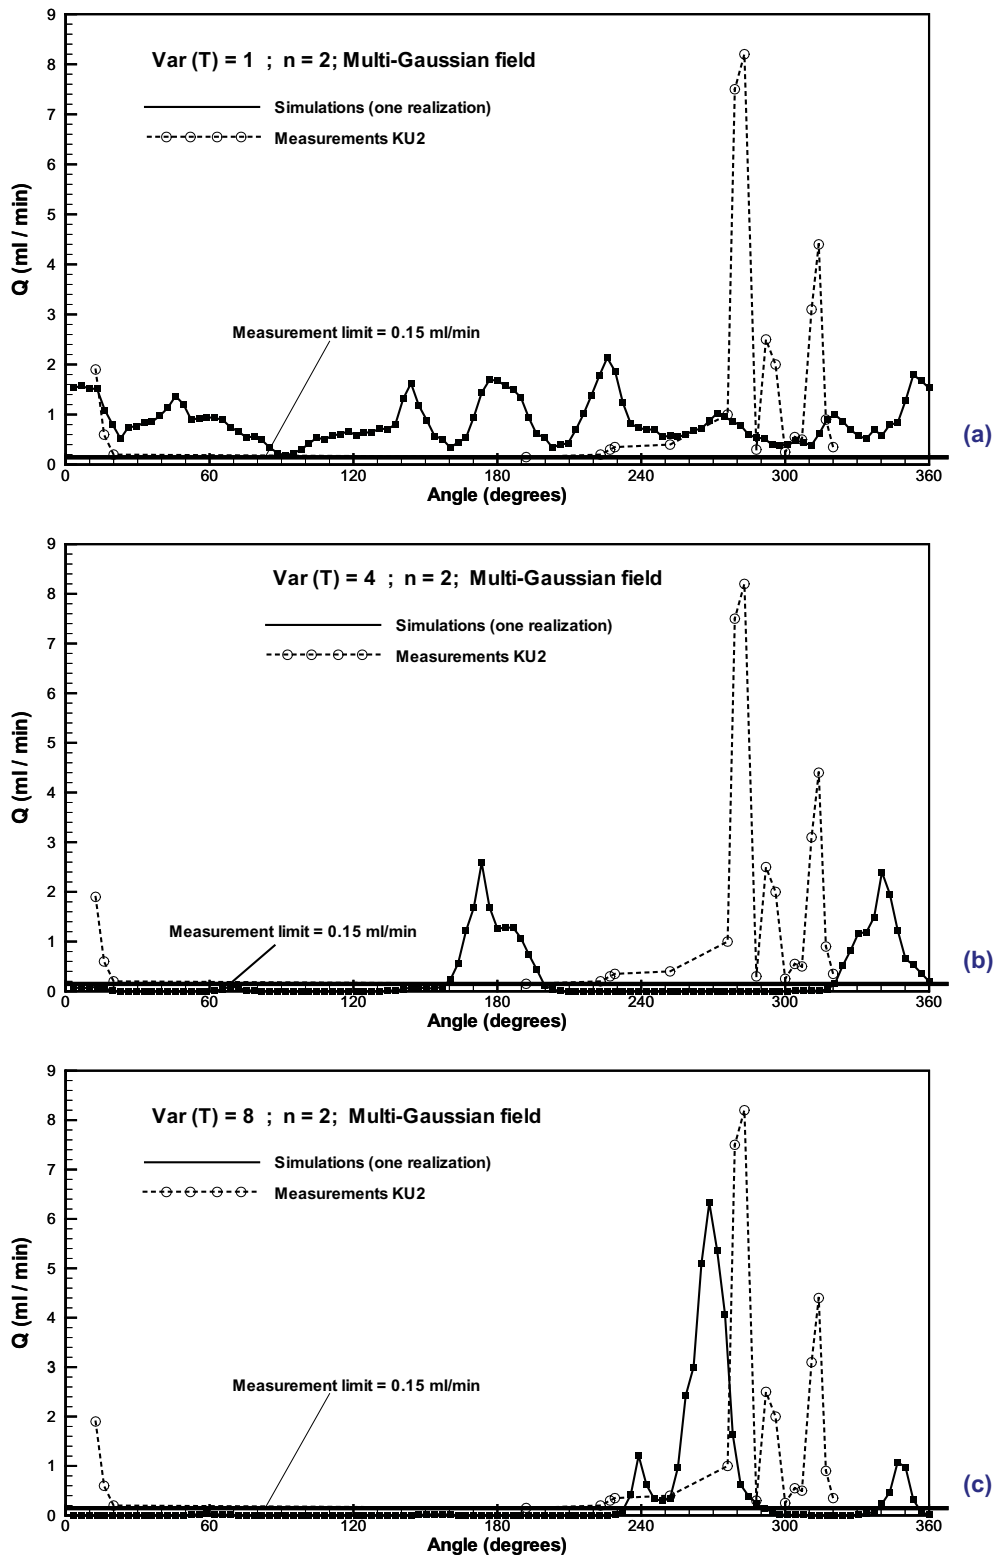 9
Var (T) = 1 ; n = 2; Multi-Gaussian field
8
Simulations (one realization)
Measurements KU2
7
6
5
Q (ml / min)
4
3
Measurement limit = 0.15 ml/min
2
1
(a)
0
0 60 120 180 240 300 360
Angle (degrees)
9
Var (T) = 4 ; n = 2; Multi-Gaussian field
8
Simulations (one realization)
Measurements KU2
7
6
5
Q (ml / min)
4
3
2
Measurement limit = 0.15 ml/min
1
(b)
0
0 60 120 180 240 300 360
Angle (degrees)
9
Var (T) = 8 ; n = 2; Multi-Gaussian field
8
Simulations (one realization)
Measurements KU2
7
6
5
Q (ml / min)
4
3
Measurement limit = 0.15 ml/min
2
1
(c)
0
0 60 120 180 240 300 360
Angle (degrees)